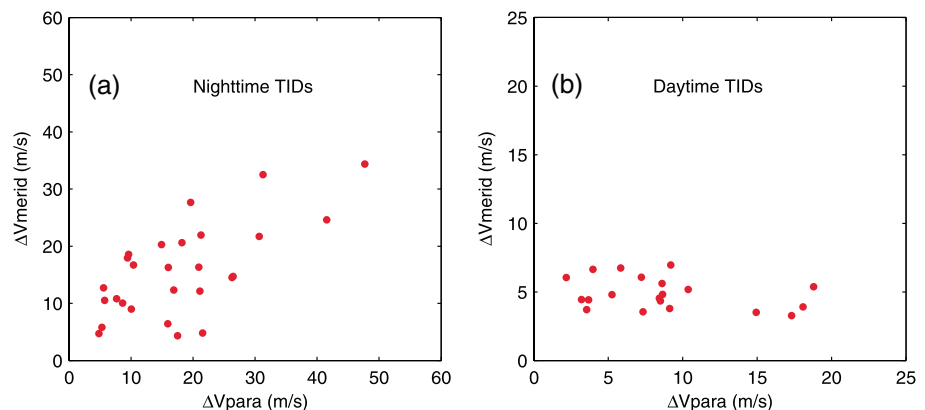 60
50
40
30
20
10
0
ΔVmerid (m/s)
(a)
Nighttime TIDs
0 10 20 30 40 50 60
ΔVpara (m/s)
25
20
15
10
5
0
ΔVmerid (m/s)
(b)
Daytime TIDs
0 5 10 15 20 25
ΔVpara (m/s)